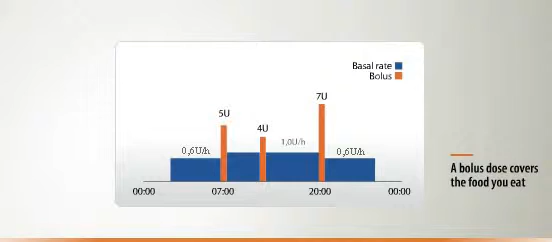 Basal rate
Bolus
7U
5U
4U
1,0U/h
0,6U/h
0,6U/h
00:00 07:00 20:00 00:00
A bolus dose covers
the food you eat